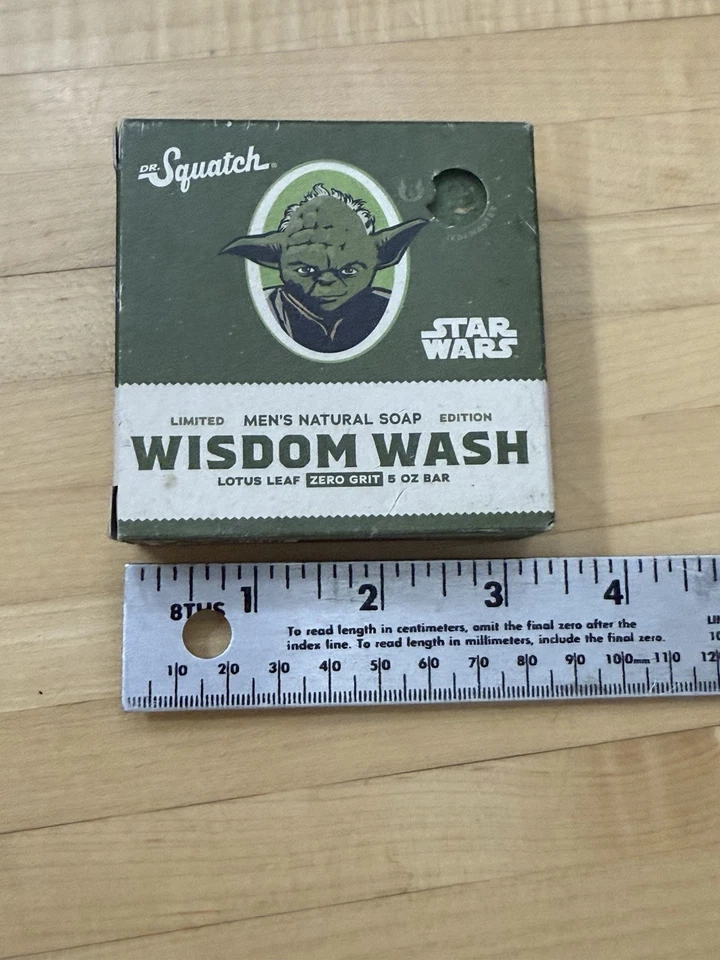 DR. Squatch®
STAR
WARS
LIMITED MEN'S NATURAL SOAP EDITION
WISDOM WASH
LOTUS LEAF ZERO GRIT 5 OZ BAR
8THS 1 2 3 4
To read length in centimeters, omit the final zero after the
index line. To read length in millimeters, include the final zero.
10 20 30 40 50 60 70 80 90 100mm 110 12